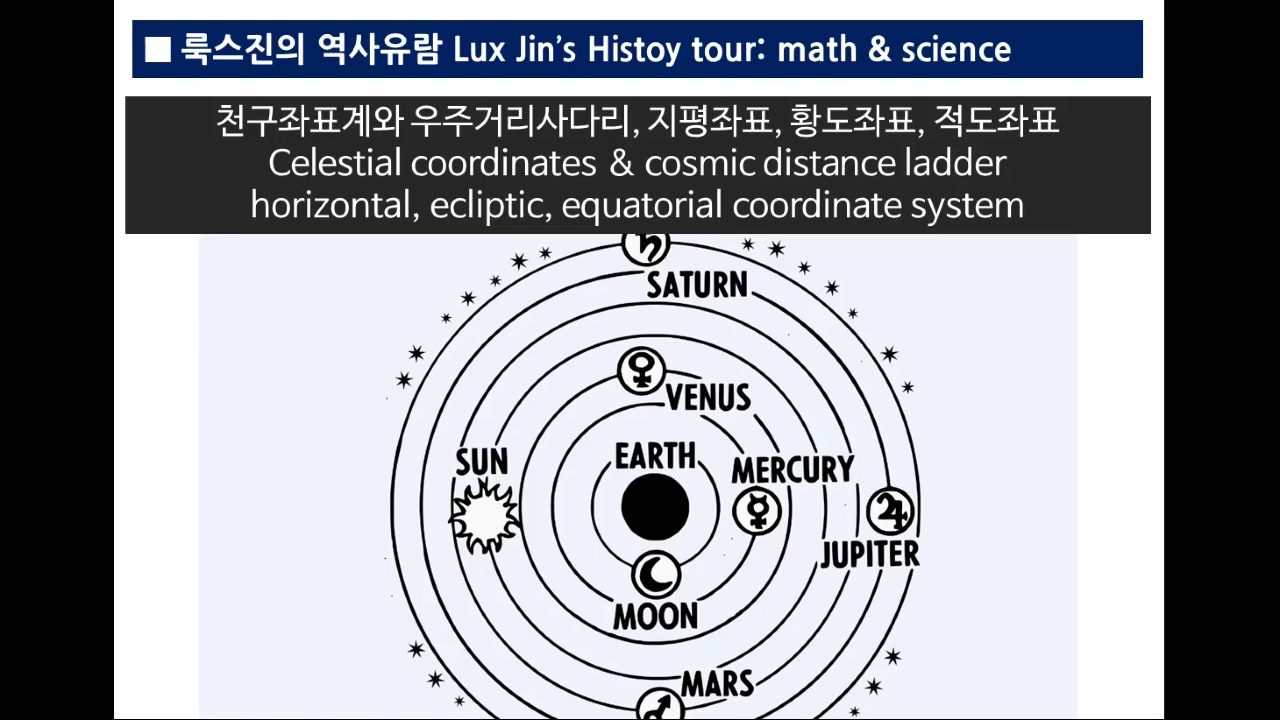 ■ 룩스진의 역사유람 Lux Jin's Histoy tour: math & science
천구좌표계와 우주거리사다리, 지평좌표, 황도좌표, 적도좌표
Celestial coordinates & cosmic distance ladder
horizontal, ecliptic, equatorial coordinate system
SATURN
VENUS
EARTH
SUN
MERCURY
JUPITER
MOON
MARS